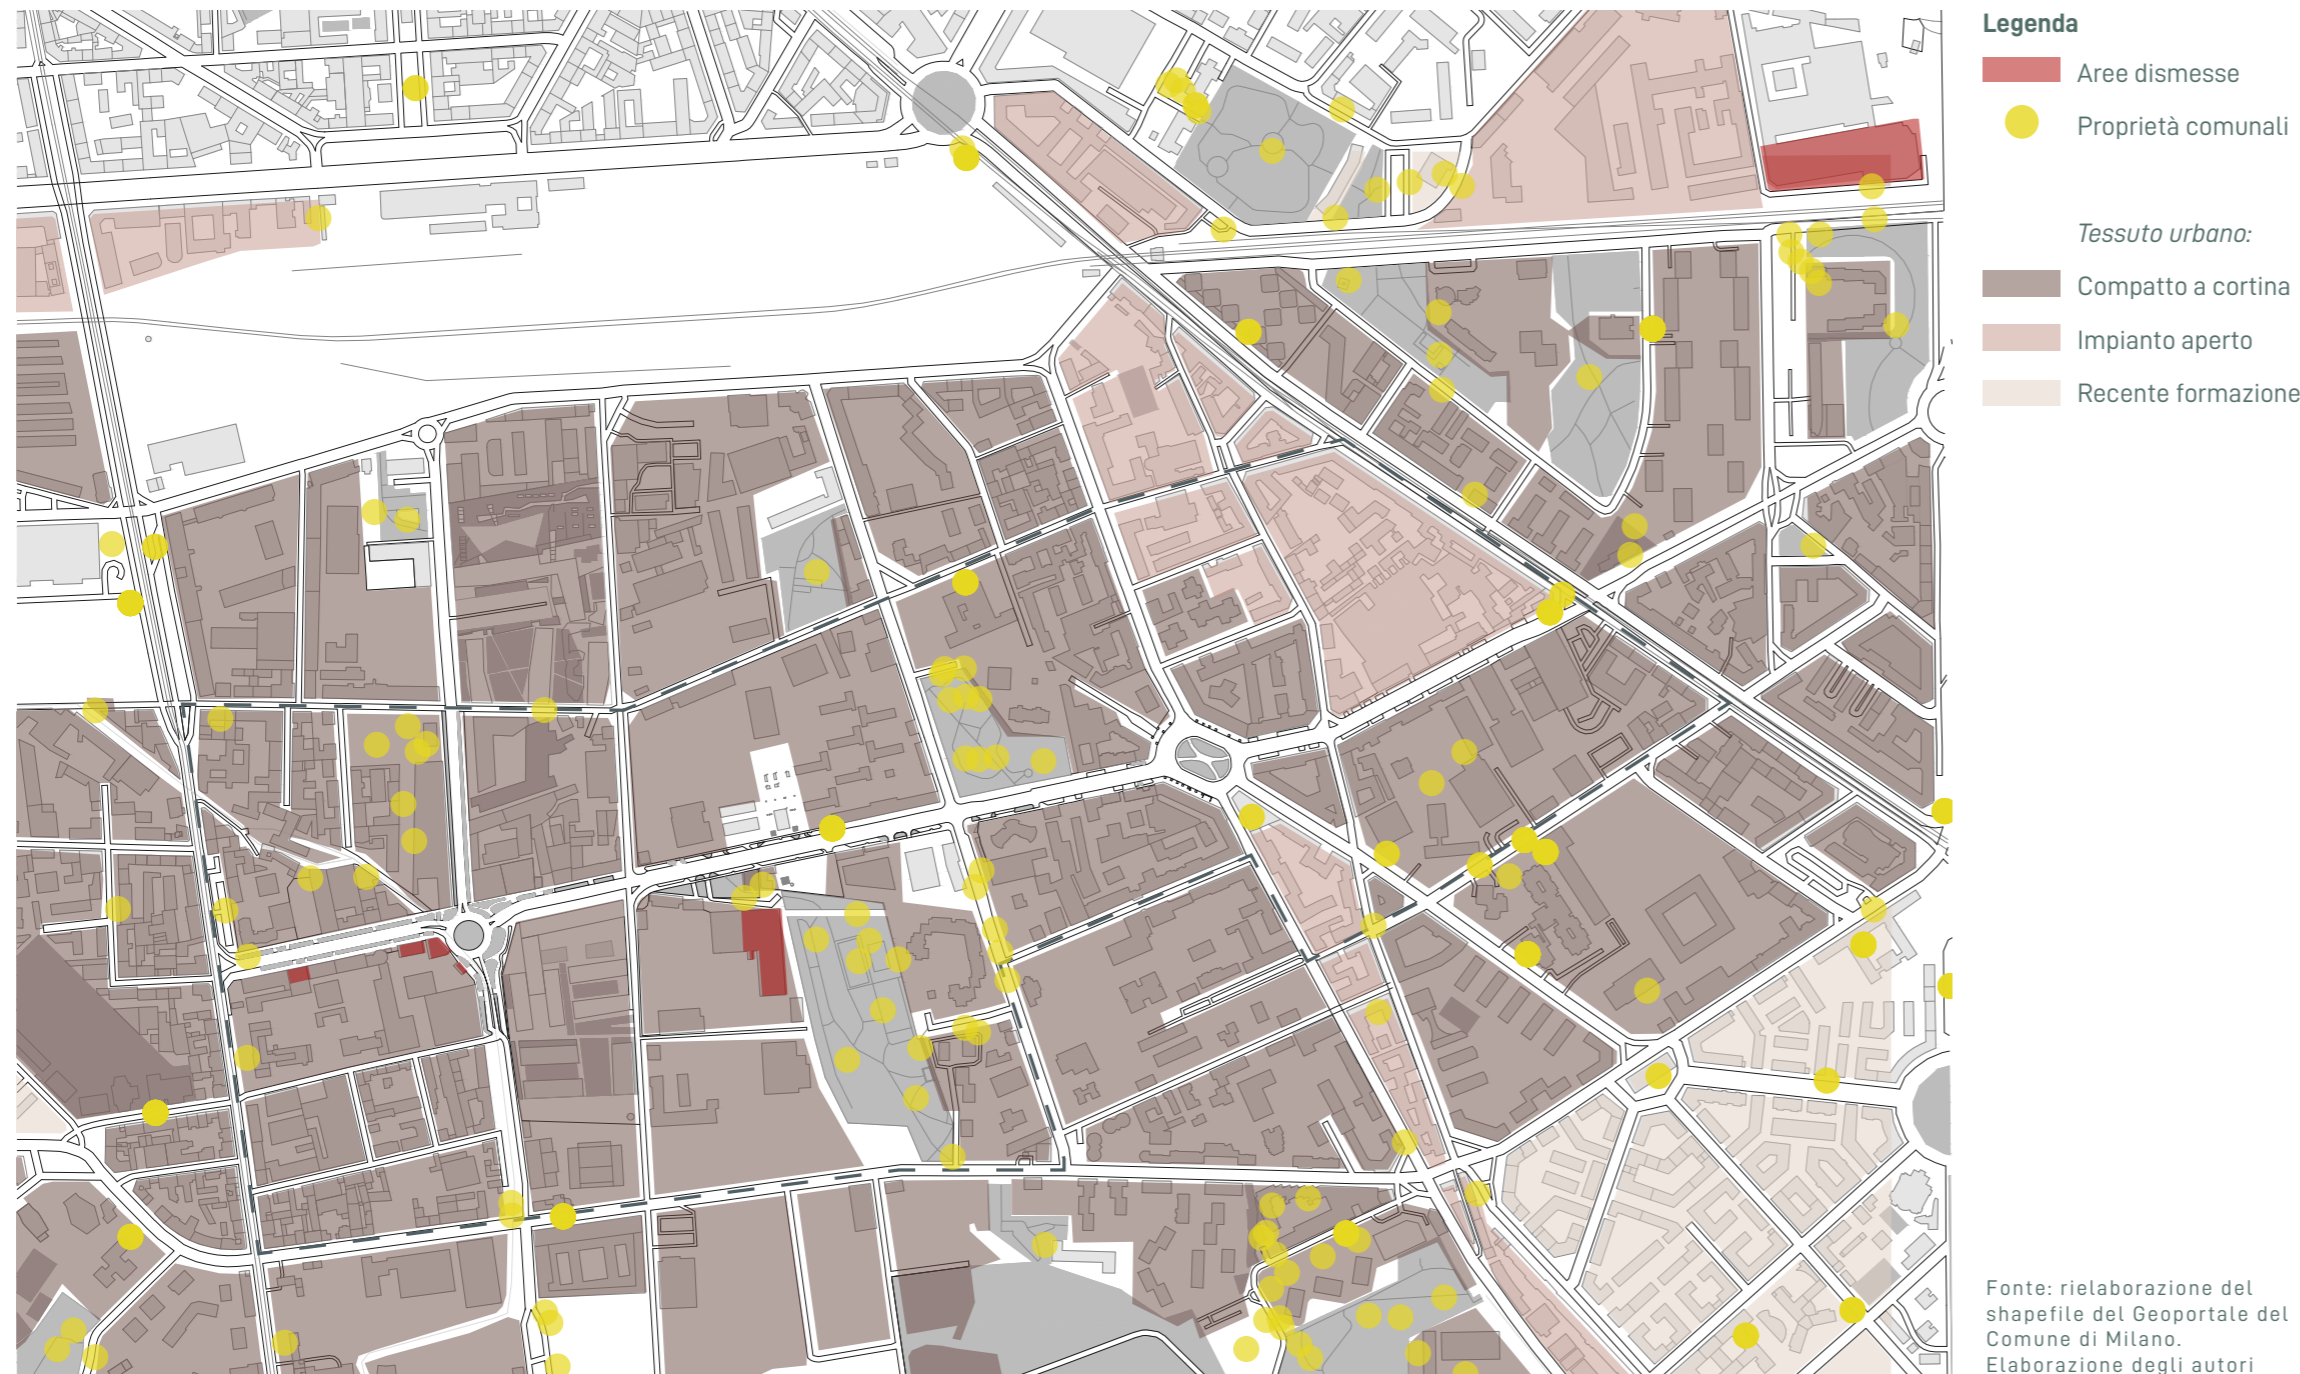 Legenda
Aree dismesse
Proprietà comunali
Tessuto urbano:
Compatto a cortina
Impianto aperto
Recente formazione
Fonte: rielaborazione del
shapefile del Geoportale del
Comune di Milano.
Elaborazione degli autori